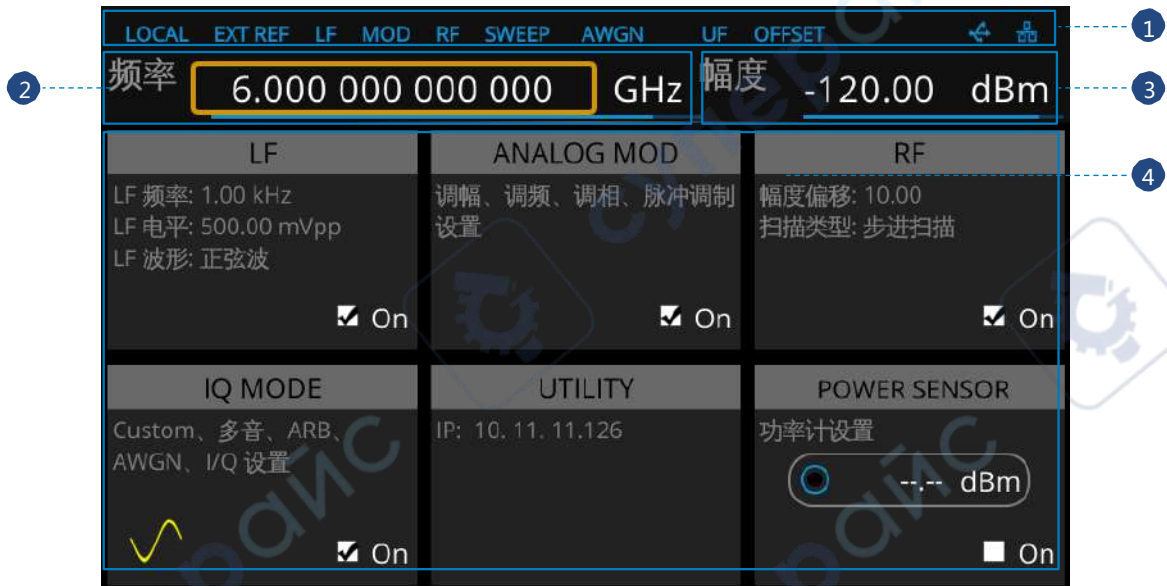 LOCAL EXT REF LF MOD RF SWEEP AWGN UF OFFSET
1
2
频率 6.000 000 000 000 GHz
幅度 -120.00 dBm
3
LF
LF 频率: 1.00 kHz
LF 电平: 500.00 mVpp
LF 波形: 正弦波
On
ANALOG MOD
调幅、调频、调相、脉冲调制
设置
On
RF
4
幅度偏移: 10.00
扫描类型: 步进扫描
On
IQ MODE
Custom、多音、ARB、
AWGN、I/Q 设置
On
UTILITY
IP: 10. 11. 11.126
POWER SENSOR
功率计设置
--.-- dBm
On
суперайс
райс
райс